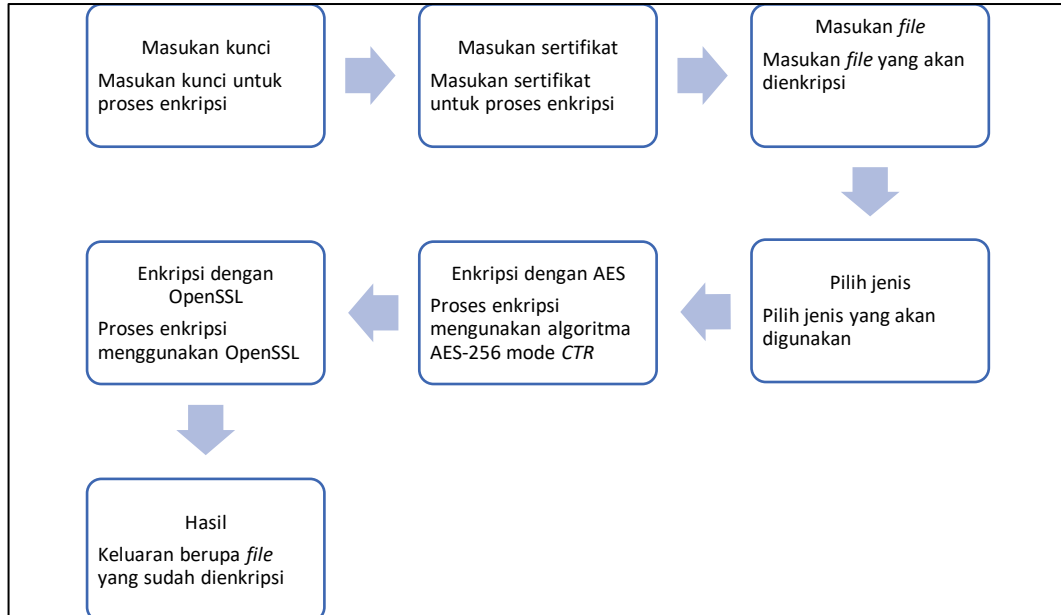 Masukan kunci
Masukan kunci untuk
proses enkripsi
Masukan sertifikat
Masukan sertifikat
untuk proses enkripsi
Masukan file
Masukan file yang akan
dienkripsi
Pilih jenis
Pilih jenis yang akan
digunakan
Enkripsi dengan AES
Proses enkripsi
mengunakan algoritma
AES-256 mode CTR
Enkripsi dengan
OpenSSL
Proses enkripsi
menggunakan OpenSSL
Hasil
Keluaran berupa file
yang sudah dienkripsi